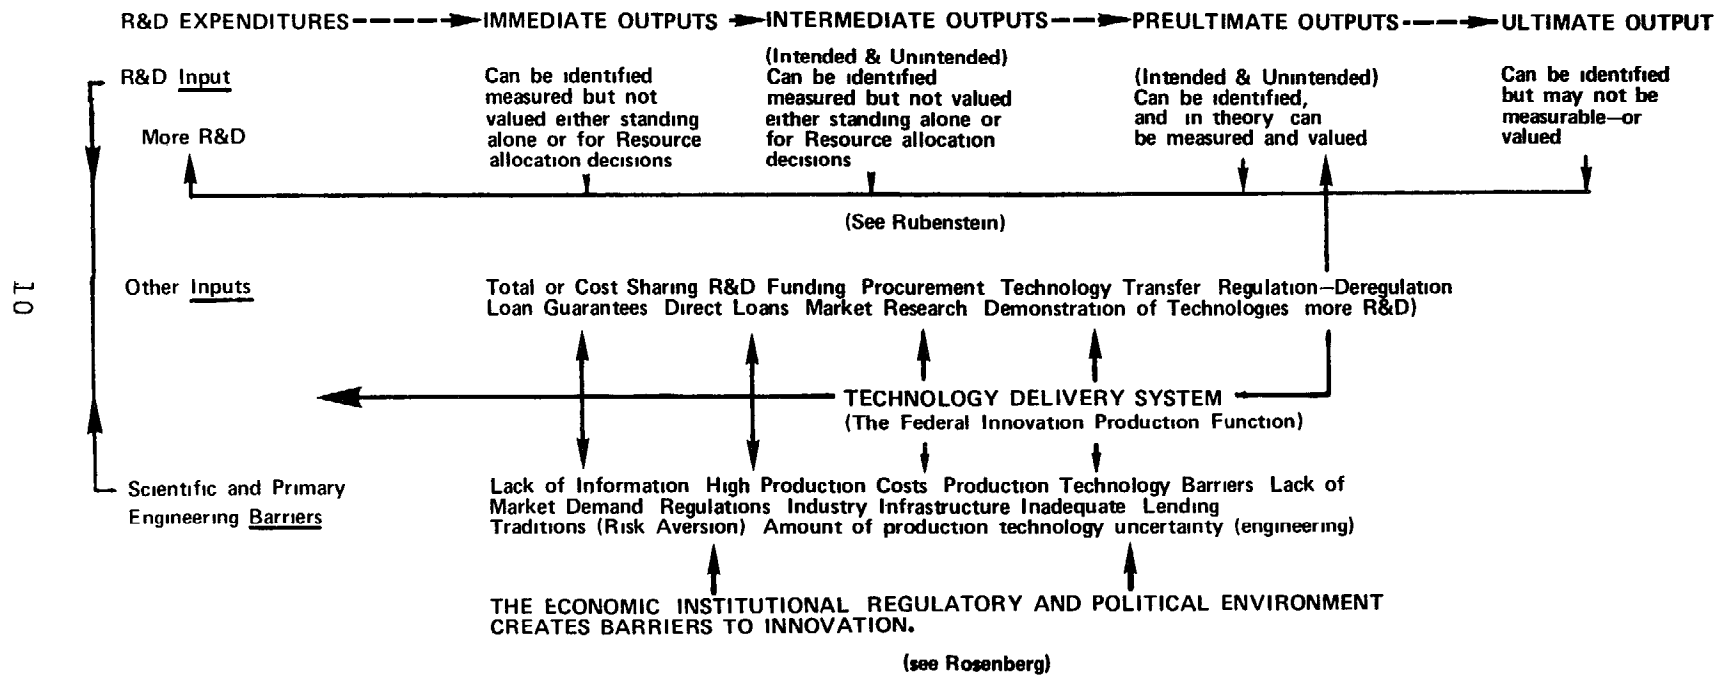 R&D EXPENDITURES IMMEDIATE OUTPUTS INTERMEDIATE OUTPUTS PREULTIMATE OUTPUTS ULTIMATE OUTPUT
R&D Input
More R&D
Can be identified
measured but not
valued either standing
alone or for Resource
allocation decisions
(Intended & Unintended)
Can be identified
measured but not valued
either standing alone or
for Resource allocation
decisions
(Intended & Unintended)
Can be identified,
and in theory can
be measured and valued
Can be identified
but may not be
measurable—or
valued
(See Rubenstein)
10
Other Inputs
Total or Cost Sharing R&D Funding Procurement Technology Transfer Regulation—Deregulation
Loan Guarantees Direct Loans Market Research Demonstration of Technologies more R&D)
TECHNOLOGY DELIVERY SYSTEM
(The Federal Innovation Production Function)
Scientific and Primary
Engineering Barriers
Lack of Information High Production Costs Production Technology Barriers Lack of
Market Demand Regulations Industry Infrastructure Inadequate Lending
Traditions (Risk Aversion) Amount of production technology uncertainty (engineering)
THE ECONOMIC INSTITUTIONAL REGULATORY AND POLITICAL ENVIRONMENT
CREATES BARRIERS TO INNOVATION.
(see Rosenberg)